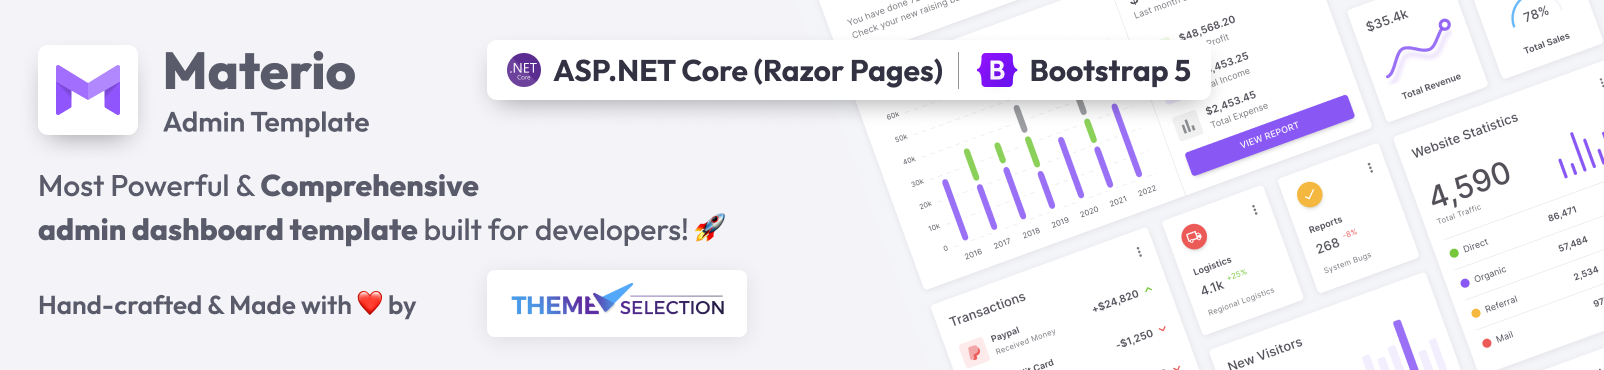 Materio
Admin Template
.NET
Core
ASP.NET Core (Razor Pages)
B
Bootstrap 5
Most Powerful & Comprehensive
admin dashboard template built for developers! 🚀
Hand-crafted & Made with ❤️ by
THEME SELECTION
You have done
Check your new raising
60k
50k
40k
30k
20k
10k
0
2016
2017
2018
2019
2020
2021
2022
Last month
$48,568.20
Profit
,453.25
Income
$2,453.45
Total Expense
VIEW REPORT
$35.4k
Total Revenue
78%
Total Sales
Logistics
4.1k +25%
Regional Logistics
Reports
268 -8%
System Bugs
Website Statistics
4,590
Total Traffic
Direct
86,471
Organic
57,484
Referral
2,534
Mail
97
Transactions
Paypal
Received Money
+$24,820
Card
-$1,250
New Visitors